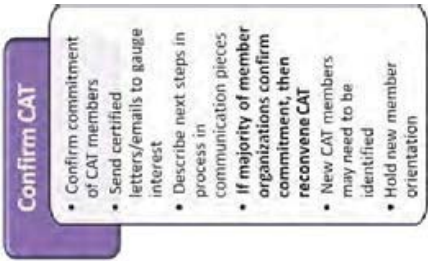 Confirm CAT
• Confirm commitment
of CAT members
• Send certified
letters/emails to gauge
interest
• Describe next steps in
process in
communication pieces
• If majority of member
organizations confirm
commitment, then
reconvene CAT
• New CAT members
may need to be
identified
• Hold new member
orientation